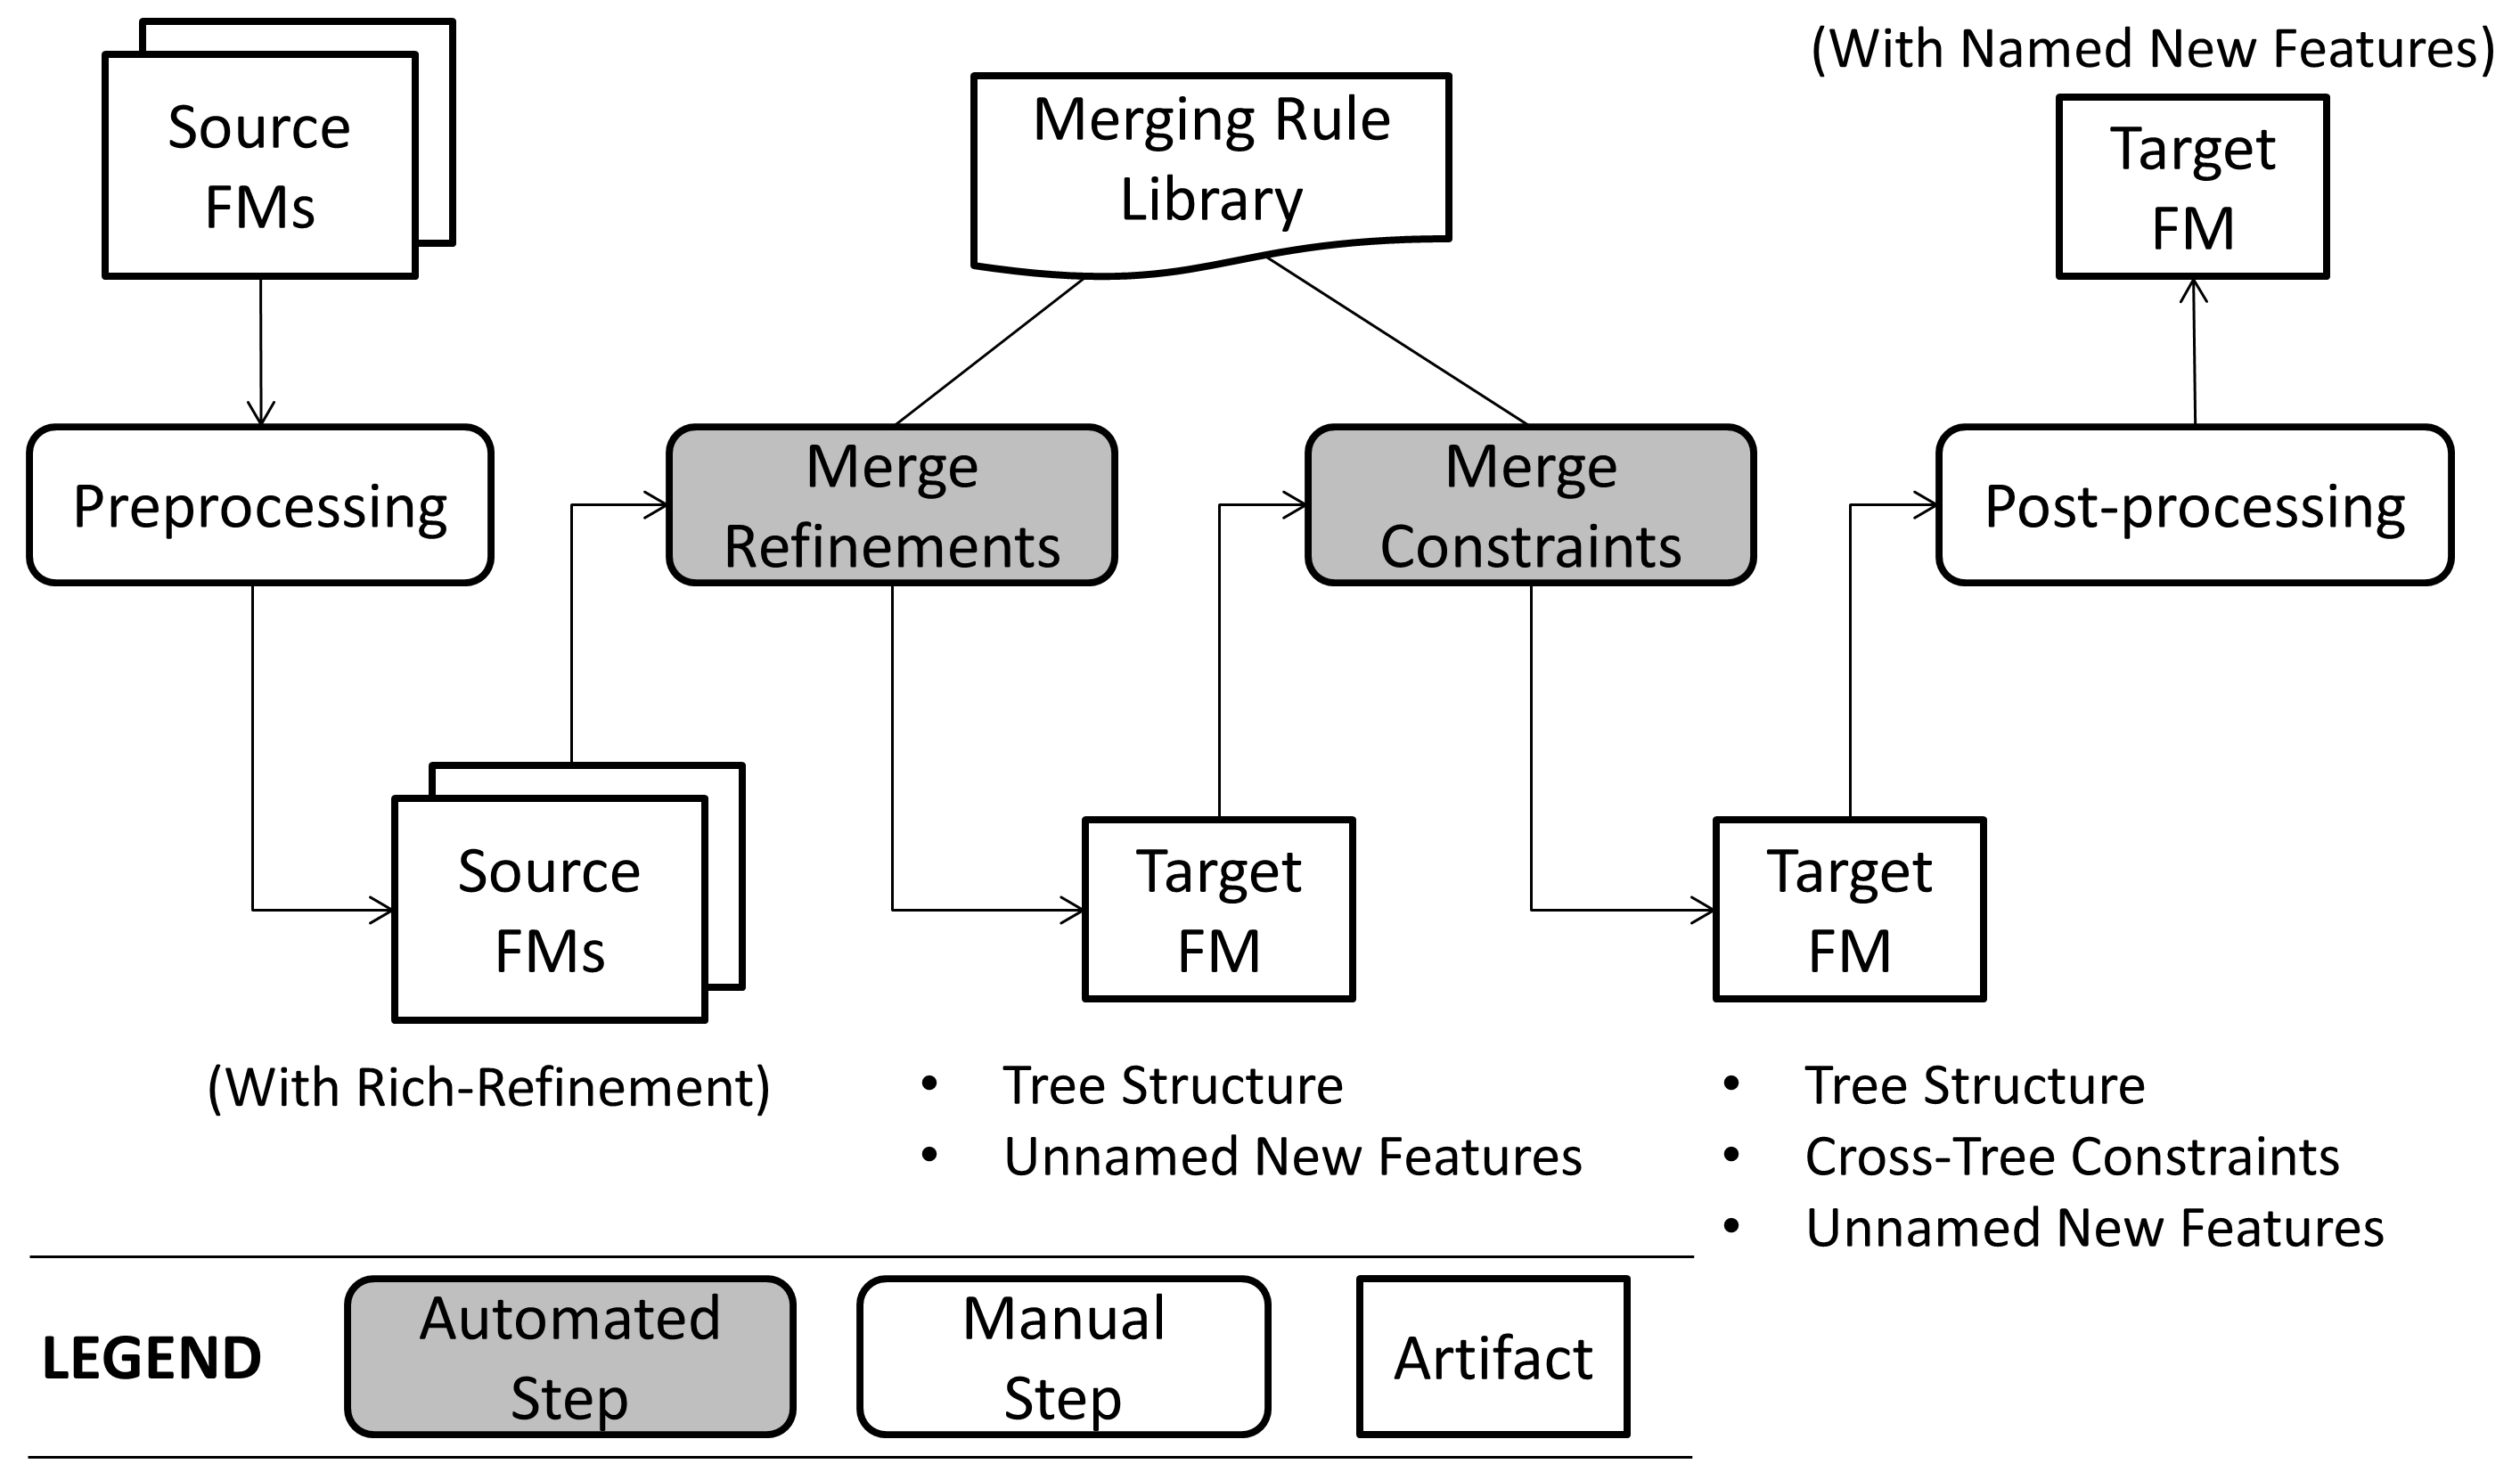 Source
FMs
Merging Rule
Library
(With Named New Features)
Target
FM
Preprocessing
Merge
Refinements
Merge
Constraints
Post-processing
Source
FMs
(With Rich-Refinement)
Target
FM
• Tree Structure
• Unnamed New Features
Target
FM
• Tree Structure
• Cross-Tree Constraints
• Unnamed New Features
LEGEND
Automated
Step
Manual
Step
Artifact